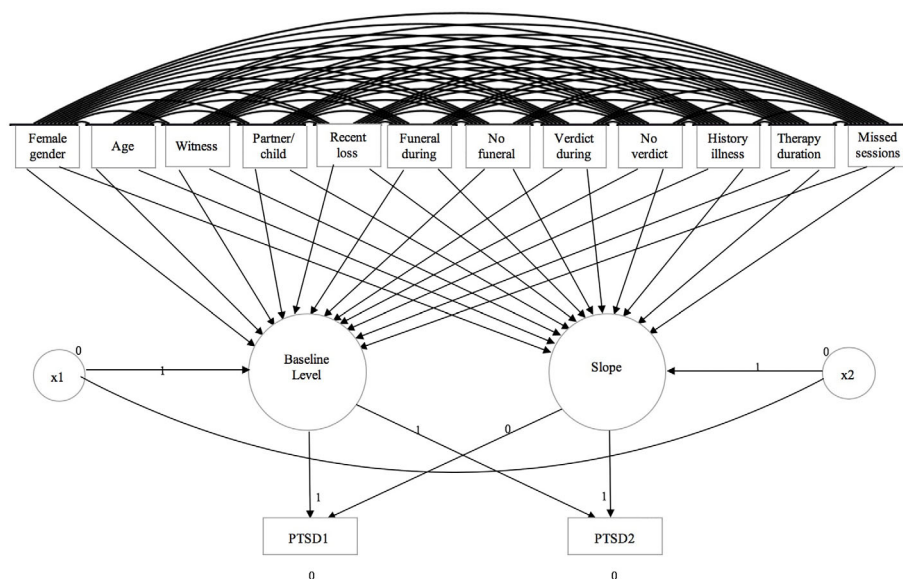 Female gender
Age
Witness
Partner/ child
Recent loss
Funeral during
No funeral
Verdict during
No verdict
History illness
Therapy duration
Missed sessions
0
x1
1
Baseline
Level
Slope
1
0
x2
1
0
1
1
PTSD1
PTSD2
0
0